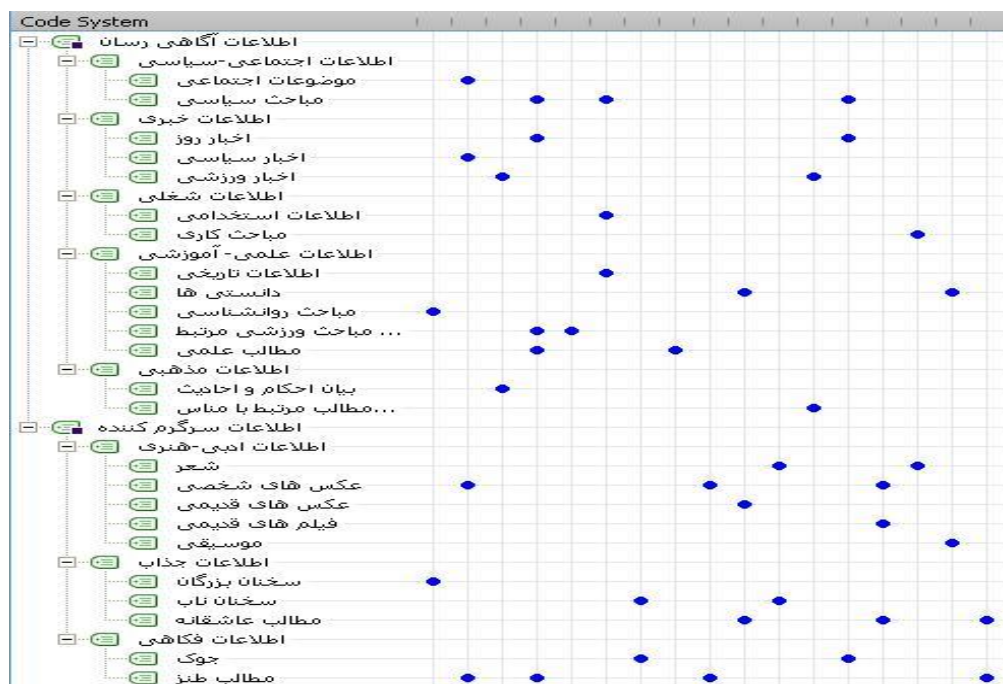 Code System
اطلاعات آگاهی رسان
اطلاعات اجتماعی-سیاسی
موضوعات اجتماعی
مباحث سیاسی
اطلاعات خبری
اخبار روز
اخبار سیاسی
اخبار ورزشی
اطلاعات شغلی
اطلاعات استخدامی
مباحث کاری
اطلاعات علمی- آموزشی
اطلاعات تاریخی
دانستی ها
مباحث روانشناسی
مباحث ورزشی مرتبط ...
مطالب علمی
اطلاعات مذهبی
بیان احکام و احادیث
مطالب مرتبط با مناس...
اطلاعات سرگرم کننده
اطلاعات ادبی-هنری
شعر
عکس های شخصی
عکس های قدیمی
فیلم های قدیمی
موسیقی
اطلاعات جذاب
سخنان بزرگان
سخنان ناب
مطالب عاشقانه
اطلاعات فکاهی
جوک
مطالب طنز